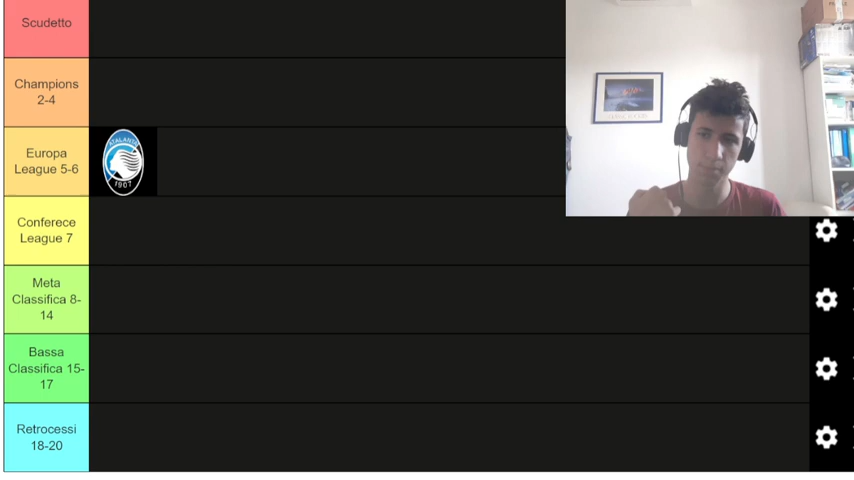 Scudetto
Champions
2-4
Europa
League 5-6
ATALANTA
1907
Conferece
League 7
Meta
Classifica 8-
14
Bassa
Classifica 15-
17
Retrocessi
18-20